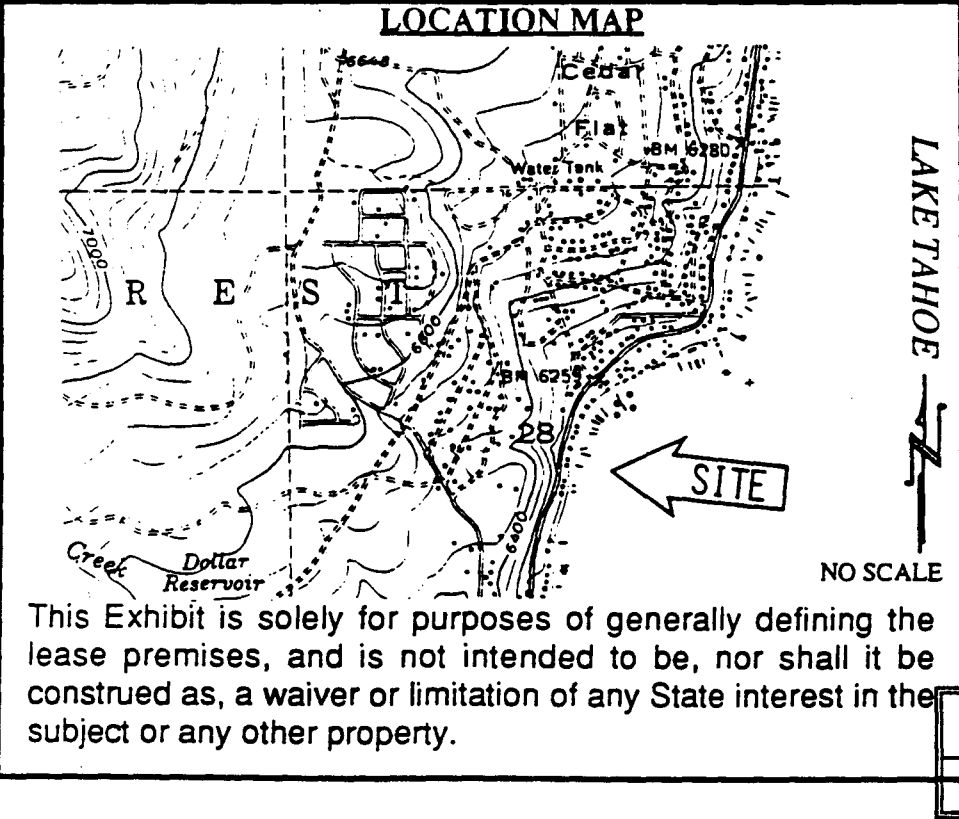 LOCATION MAP
6648
Cedar
Flat
BM 6280
Water Tank
LAKE TAHOE
7000
R E S T
6600
BM 6255
28
SITE
6400
Creek
Dollar
Reservoir
NO SCALE
This Exhibit is solely for purposes of generally defining the
lease premises, and is not intended to be, nor shall it be
construed as, a waiver or limitation of any State interest in the
subject or any other property.